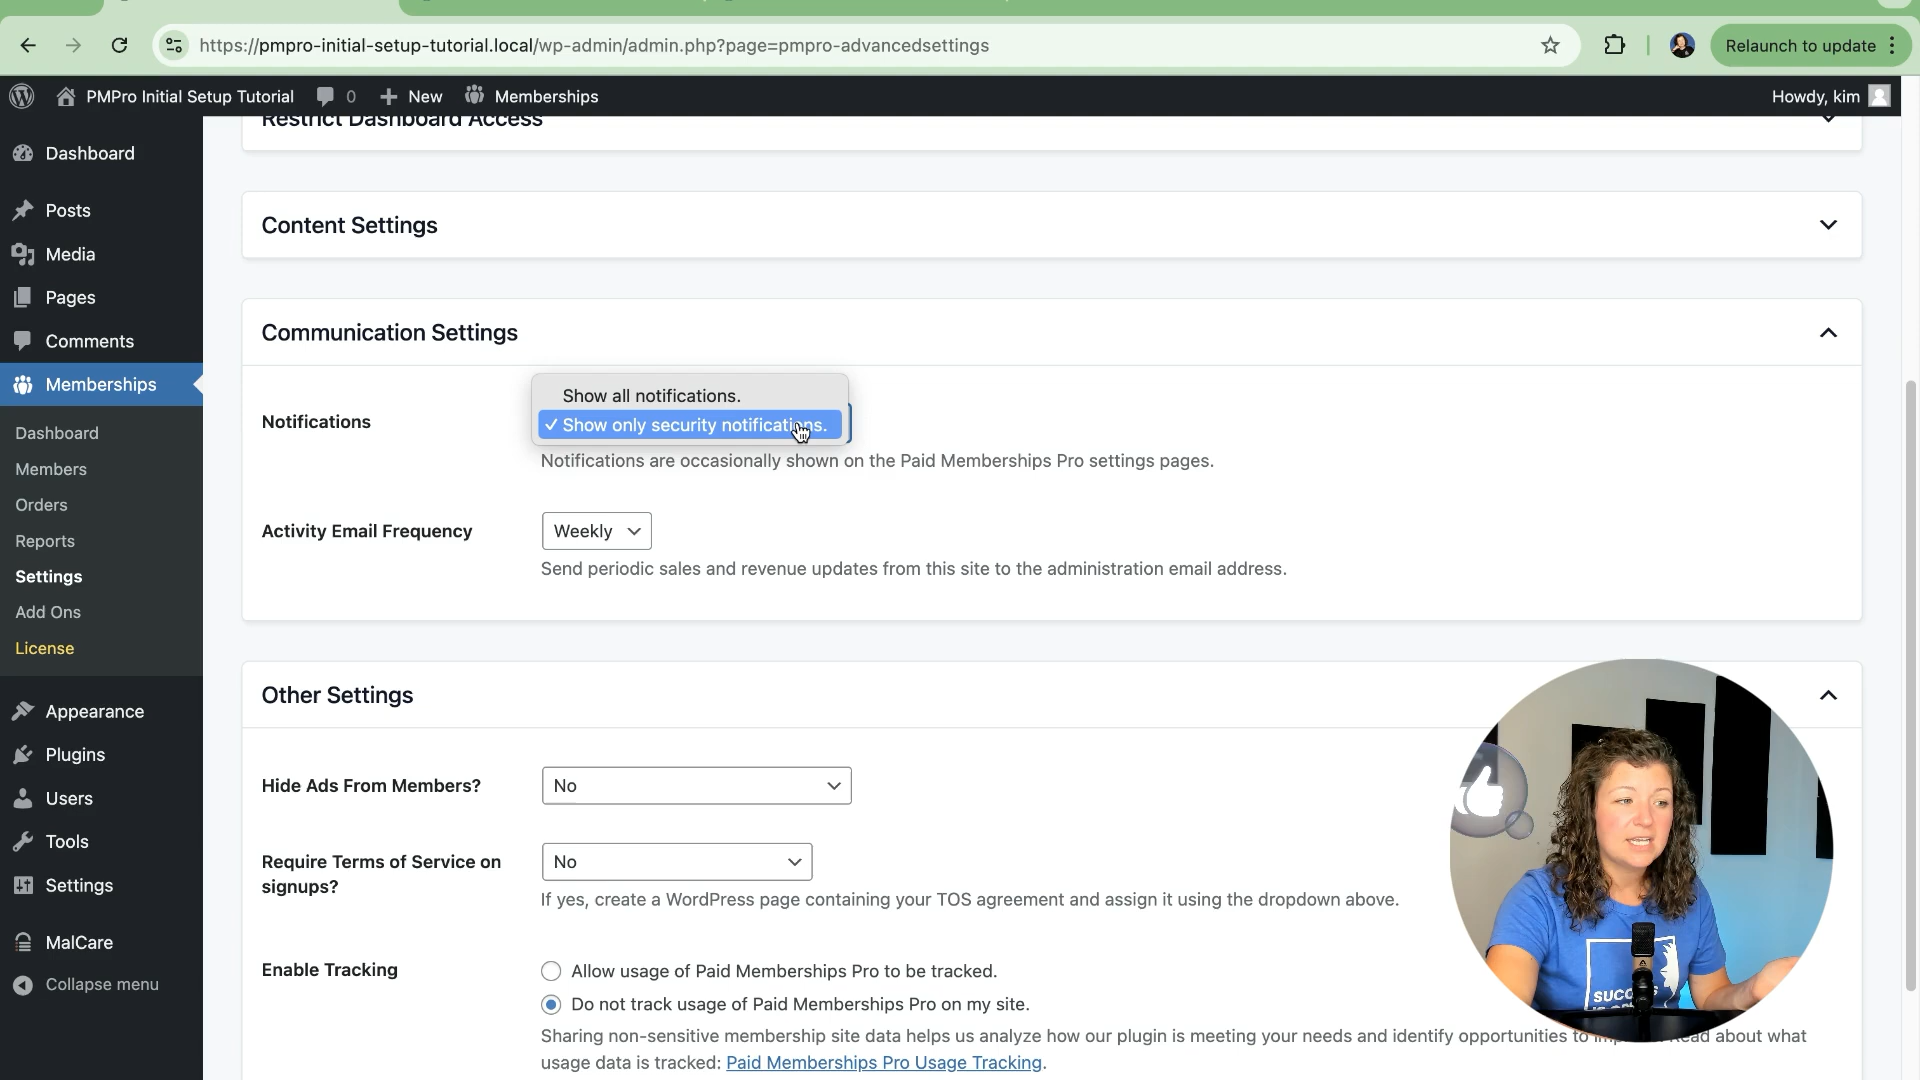 https://pmpro-initial-setup-tutorial.local/wp-admin/admin.php?page=pmpro-advancedsettings
Relaunch to update
PMPro Initial Setup Tutorial
0
New
Memberships
Howdy, kim
Dashboard
Posts
Media
Pages
Comments
Memberships
Dashboard
Members
Orders
Reports
Settings
Add Ons
License
Appearance
Plugins
Users
Tools
Settings
MalCare
Collapse menu
Restrict Dashboard Access
Content Settings
Communication Settings
Notifications
Show all notifications.
✓ Show only security notifications.
Notifications are occasionally shown on the Paid Memberships Pro settings pages.
Activity Email Frequency
Weekly
Send periodic sales and revenue updates from this site to the administration email address.
Other Settings
Hide Ads From Members?
No
Require Terms of Service on
signups?
No
If yes, create a WordPress page containing your TOS agreement and assign it using the dropdown above.
Enable Tracking
Allow usage of Paid Memberships Pro to be tracked.
Do not track usage of Paid Memberships Pro on my site.
Sharing non-sensitive membership site data helps us analyze how our plugin is meeting your needs and identify opportunities to about what
usage data is tracked: Paid Memberships Pro Usage Tracking.